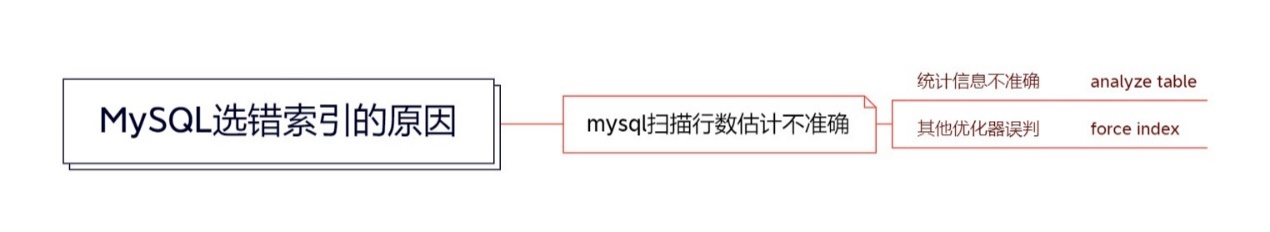 MySQL选错索引的原因
mysql扫描行数估计不准确
统计信息不准确 analyze table
其他优化器误判 force index